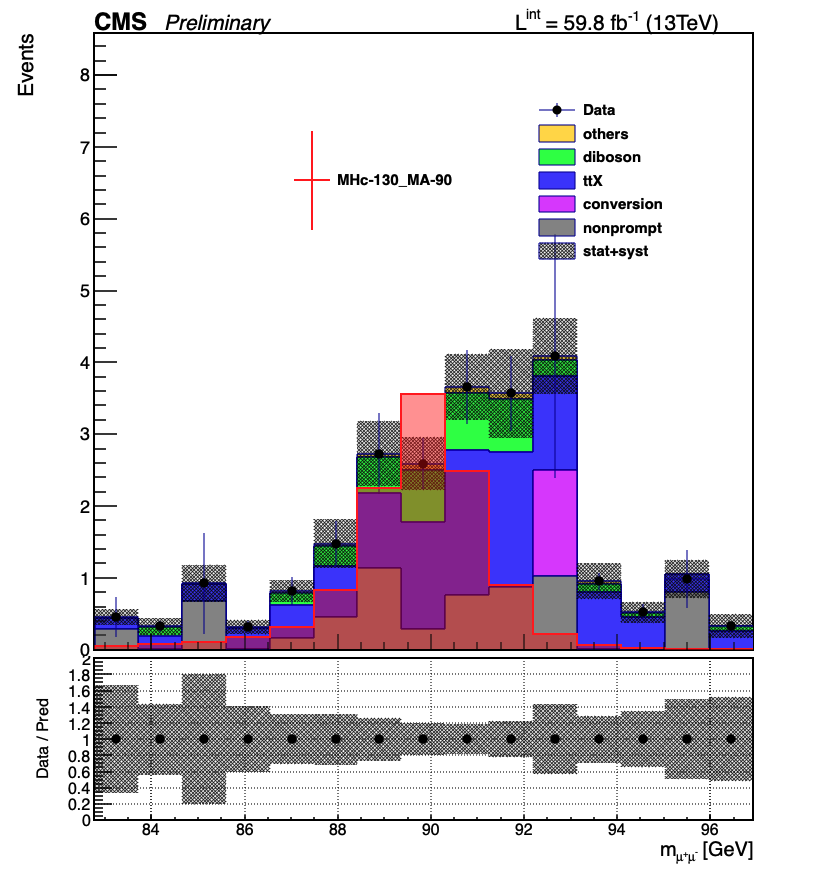 CMS Preliminary L^int = 59.8 fb^-1 (13TeV)
Events
8
7
6
5
4
3
2
1
0
Data
others
diboson
ttX
conversion
nonprompt
stat+syst
MHc-130_MA-90
Data / Pred
2
1.8
1.6
1.4
1.2
1
0.8
0.6
0.4
0.2
0
84 86 88 90 92 94 96
m_μ⁺μ⁻ [GeV]